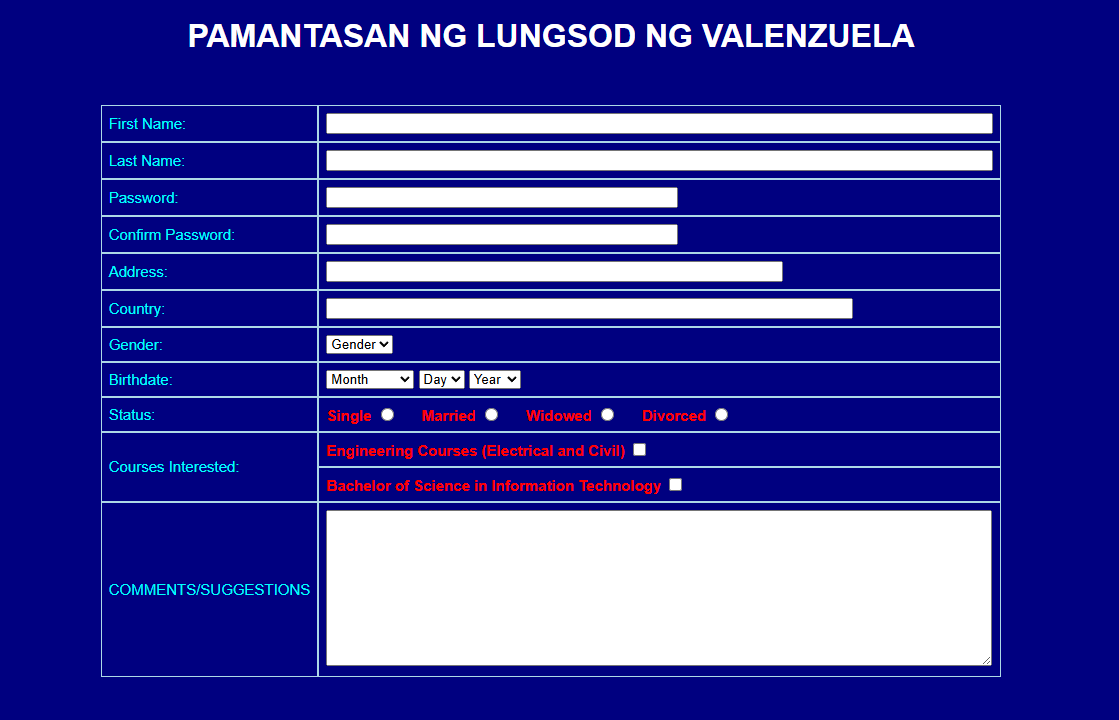 PAMANTASAN NG LUNGSOD NG VALENZUELA
First Name:
Last Name:
Password:
Confirm Password:
Address:
Country:
Gender: Gender
Birthdate: Month Day Year
Status: Single Married Widowed Divorced
Courses Interested:
Engineering Courses (Electrical and Civil)
Bachelor of Science in Information Technology
COMMENTS/SUGGESTIONS